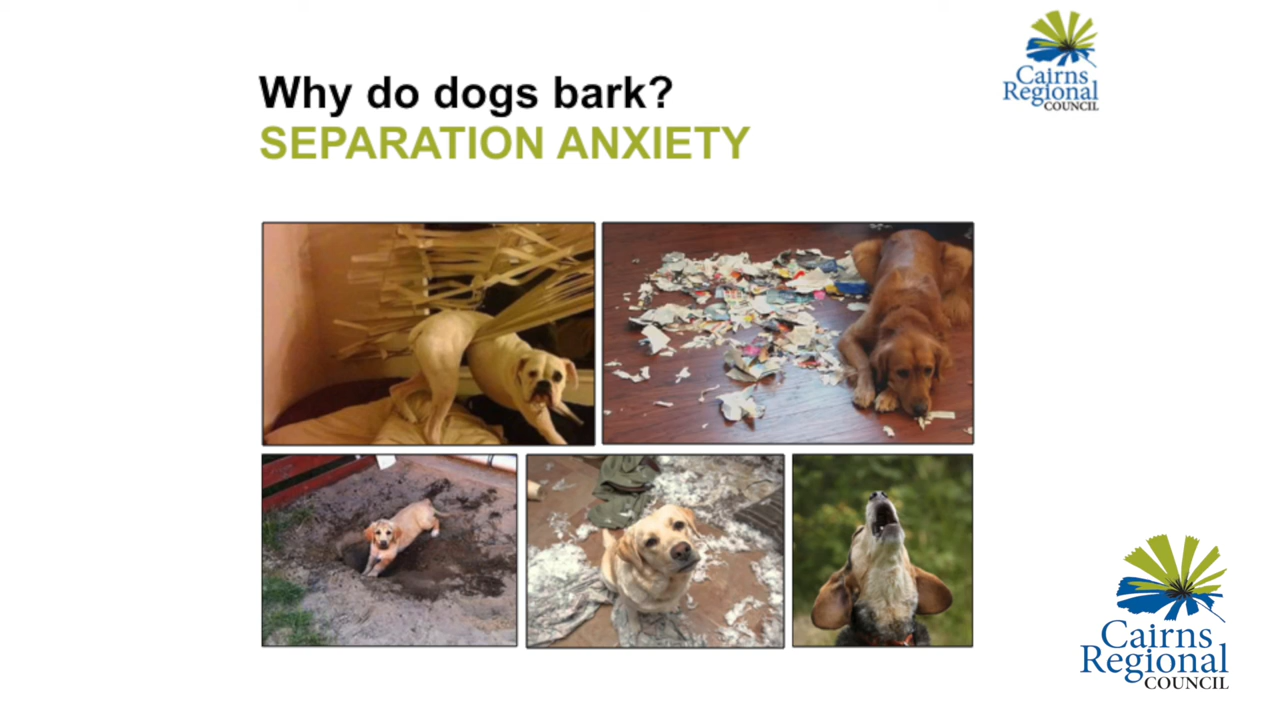 Why do dogs bark?
SEPARATION ANXIETY
Cairns
Regional
COUNCIL
Cairns
Regional
COUNCIL